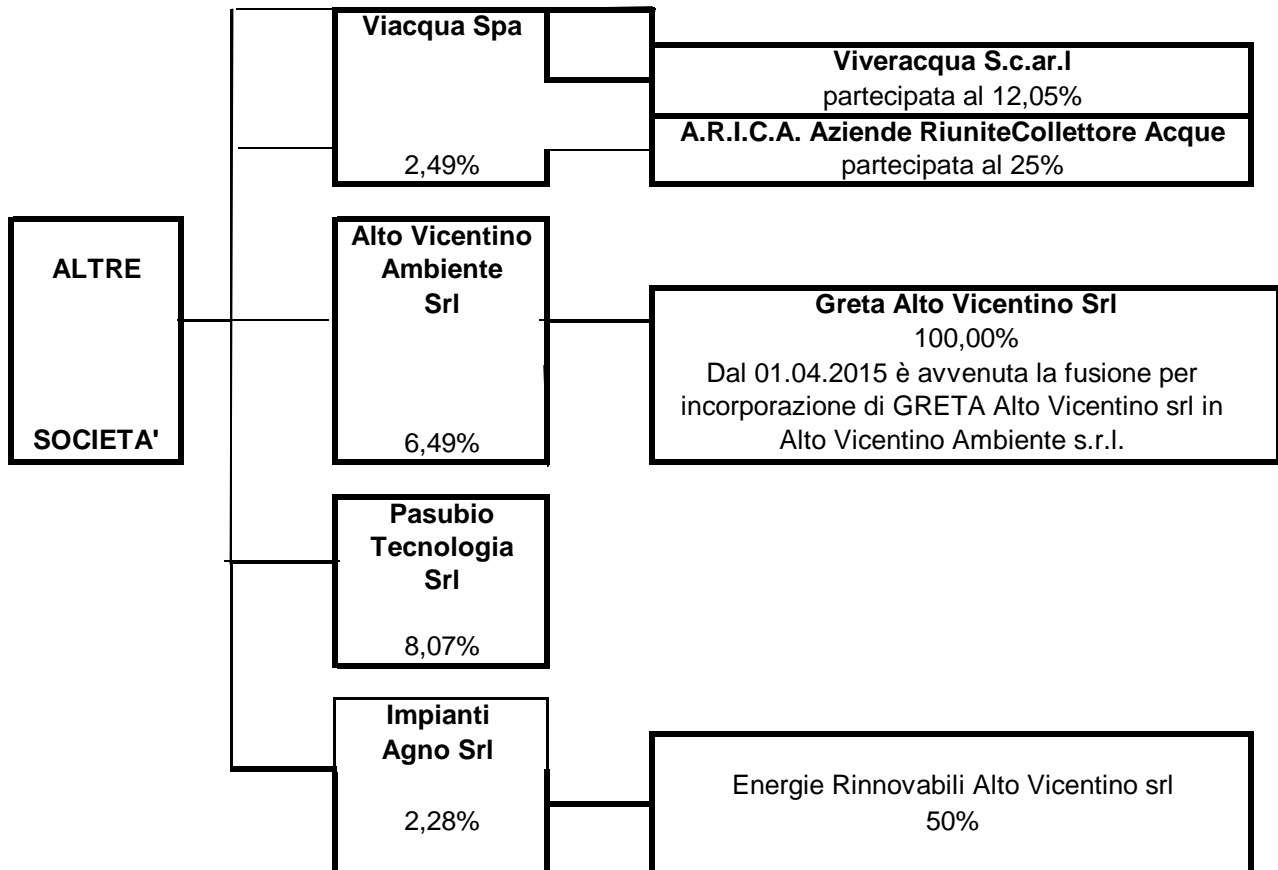 Viacqua Spa
2,49%
Viveracqua S.c.ar.l
partecipata al 12,05%
A.R.I.C.A. Aziende RiuniteCollettore Acque
partecipata al 25%
ALTRE
SOCIETA'
Alto Vicentino
Ambiente
Srl
6,49%
Greta Alto Vicentino Srl
100,00%
Dal 01.04.2015 è avvenuta la fusione per
incorporazione di GRETA Alto Vicentino srl in
Alto Vicentino Ambiente s.r.l.
Pasubio
Tecnologia
Srl
8,07%
Impianti
Agno Srl
2,28%
Energie Rinnovabili Alto Vicentino srl
50%